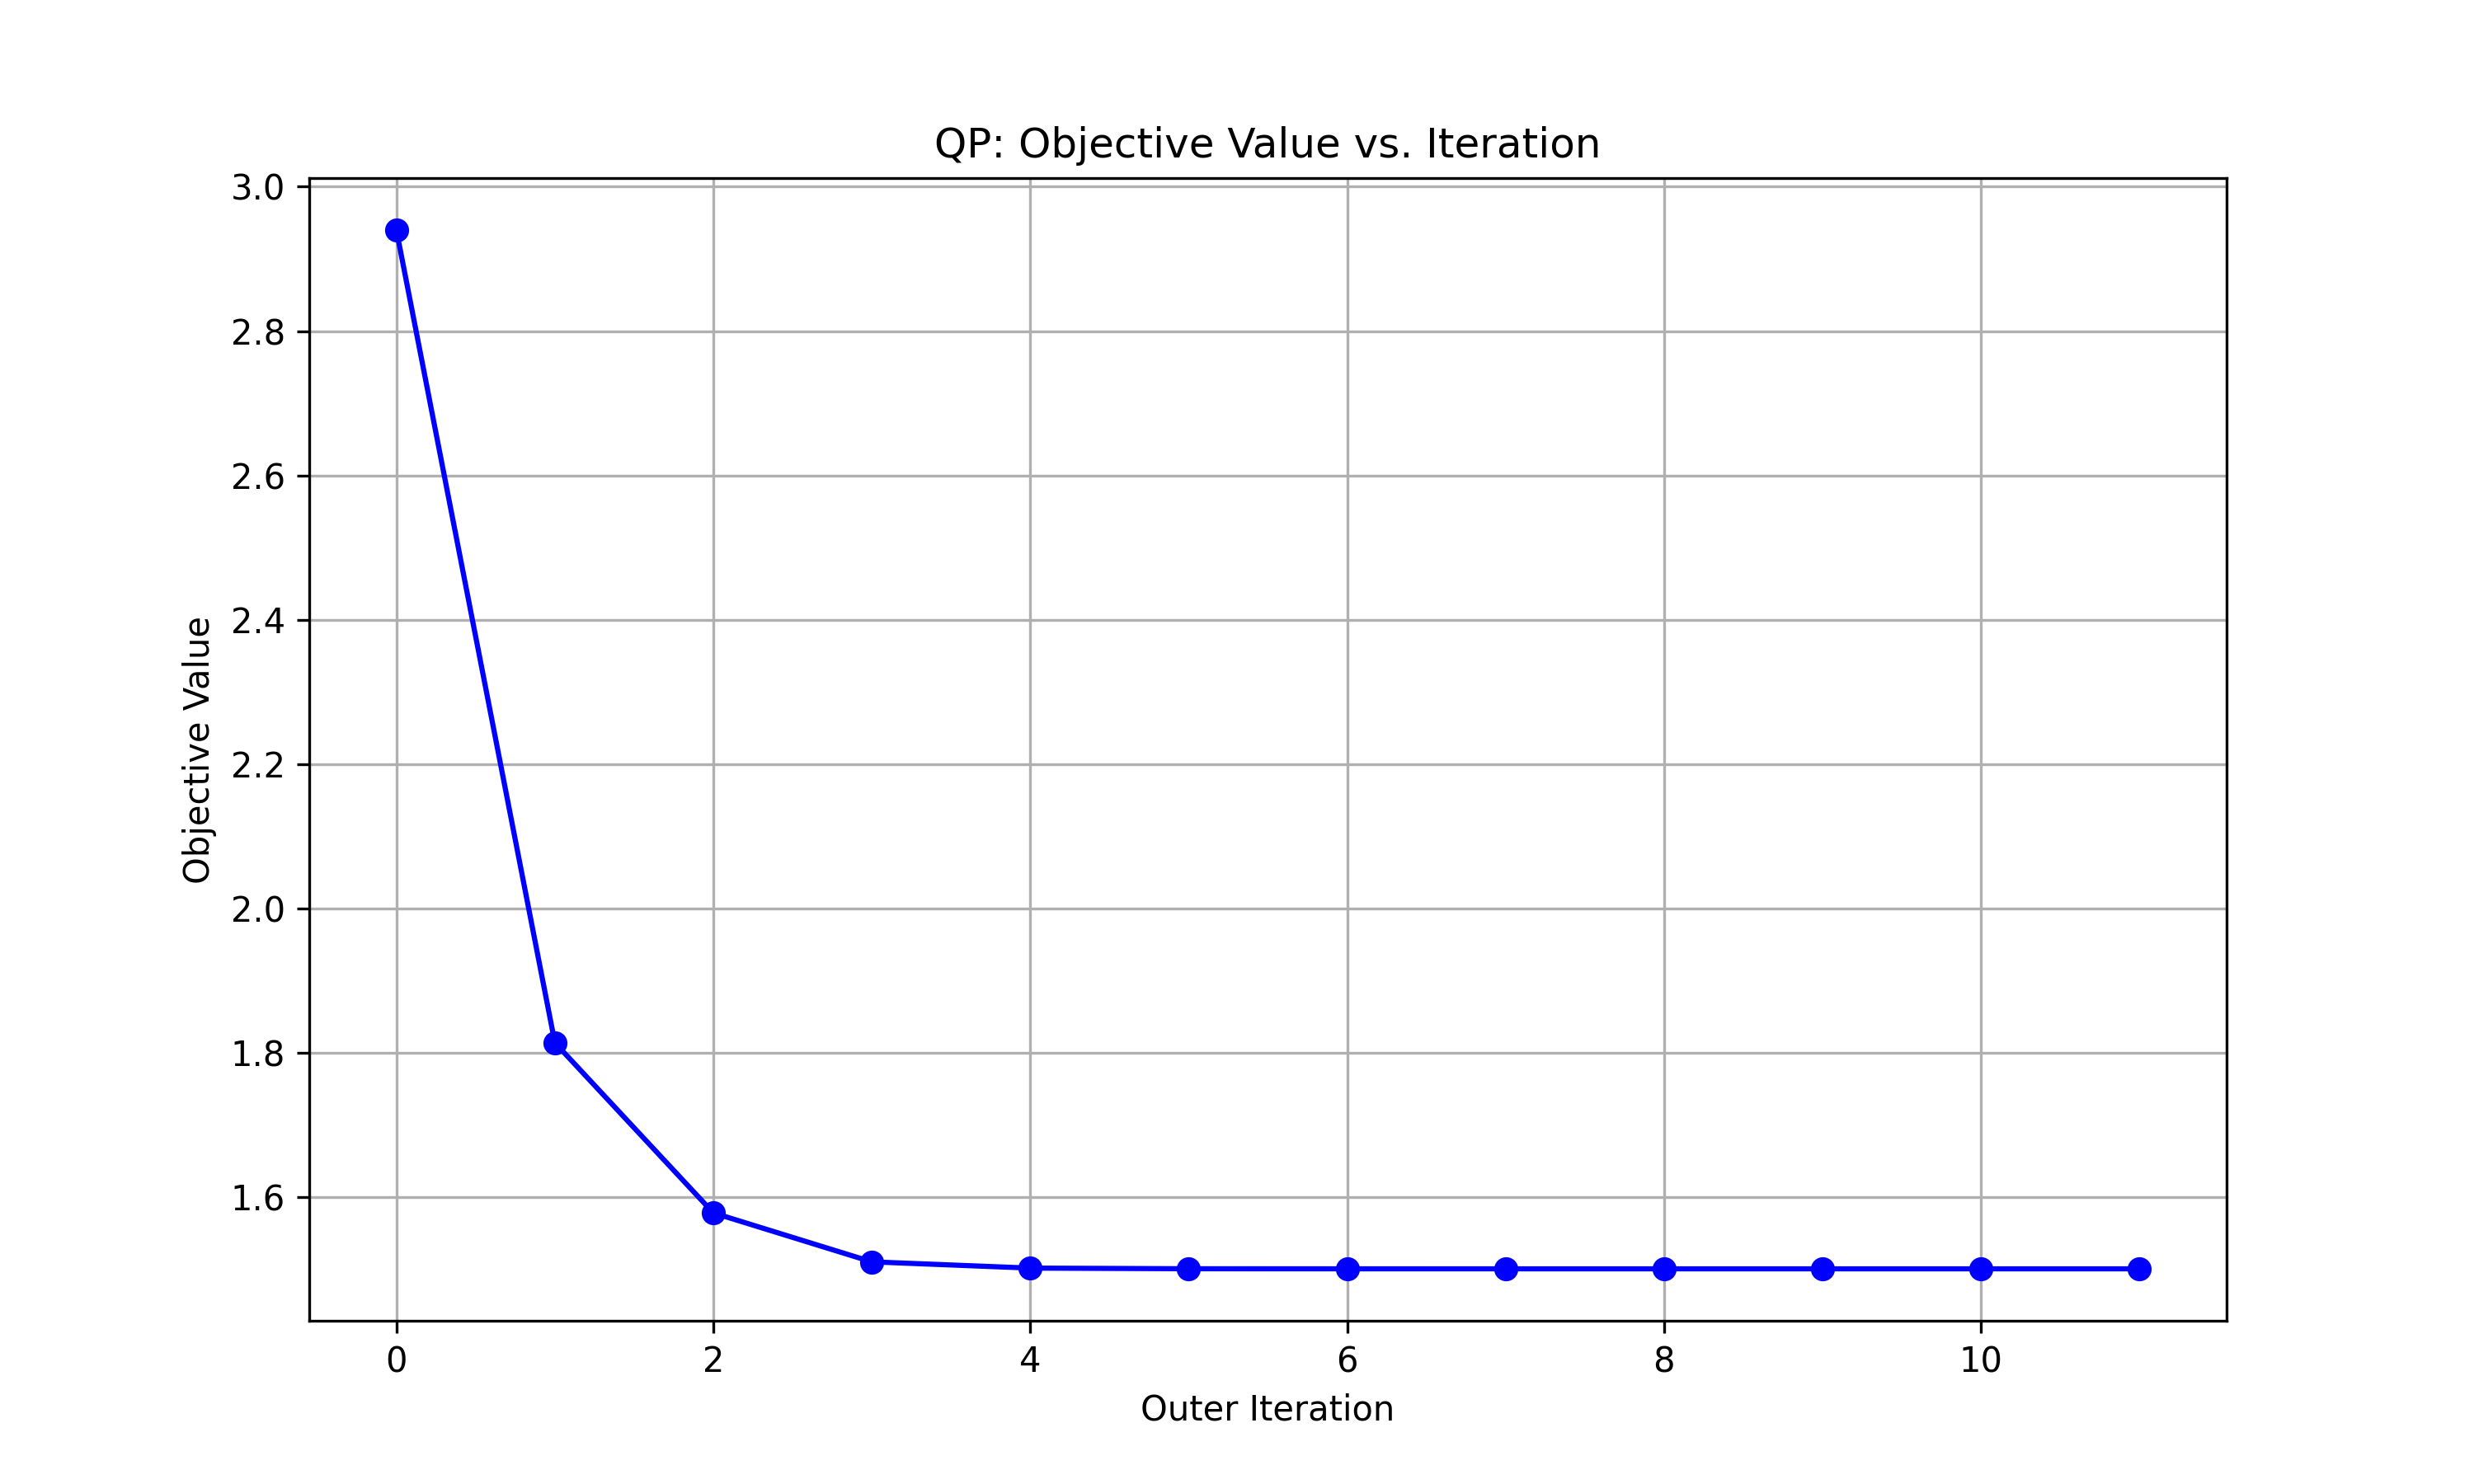 QP: Objective Value vs. Iteration
3.0
2.8
2.6
2.4
2.2
2.0
1.8
1.6
Objective Value
0 2 4 6 8 10
Outer Iteration